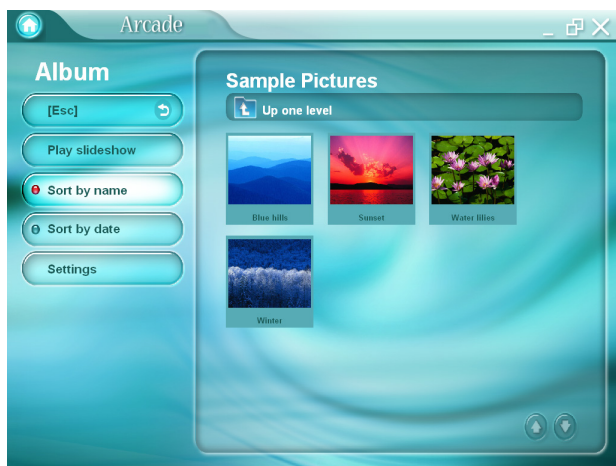 Arcade
Album
[Esc]
Play slideshow
Sort by name
Sort by date
Settings
Sample Pictures
Up one level
Blue hills
Sunset
Water lilies
Winter